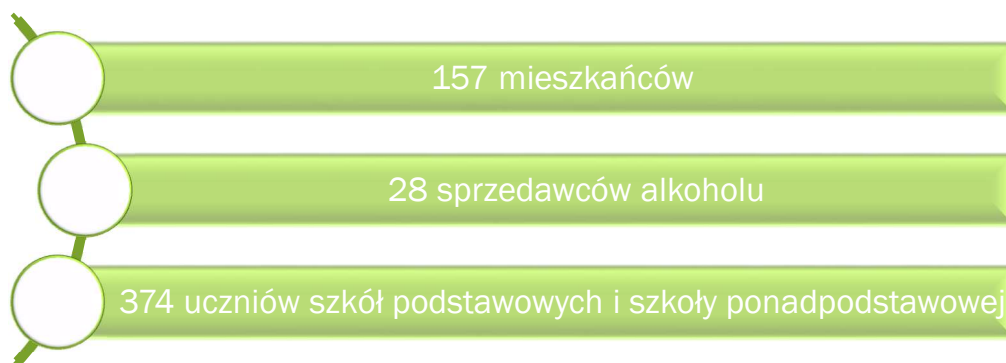 157 mieszkańców
28 sprzedawców alkoholu
374 uczniów szkół podstawowych i szkoły ponadpodstawowej